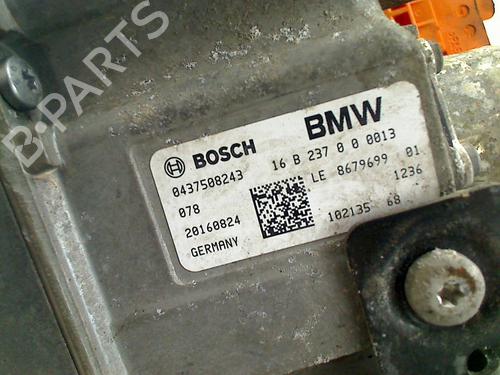 B-PARTS
BOSCH BMW
0437508243 16 B 237 0 0 0013
078 LE 8679699 01
20160824 1236
GERMANY 102135 68